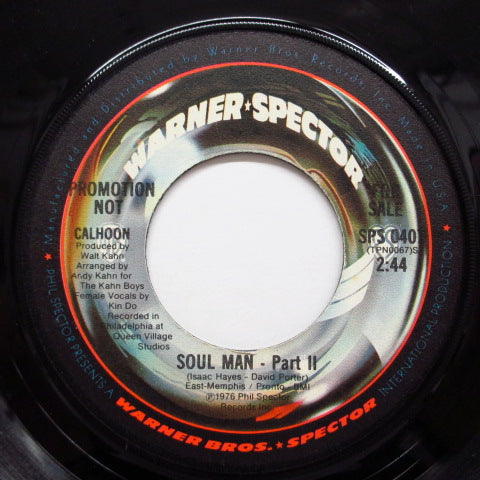 Manufactured and Distributed by Warner Bros. Records Inc. Made in U.S.A.
WARNER★SPECTOR
PROMOTION
NOT
FOR
SALE
CALHOON
Produced by
Walt Kahn
Arranged by
Andy Kahn for
The Kahn Boys
Female Vocals by
Kin Do
Recorded in
Philadelphia at
Queen Village
Studios
SPS 0401
(TPN0067)S
2:44
SOUL MAN - Part II
(Isaac Hayes - David Porter)
East-Memphis / Pronto - BMI
Ⓟ1976 Phil Spector
Records Inc.
PHIL SPECTOR PRESENTS A WARNER BROS.★SPECTOR INTERNATIONAL PRODUCTION